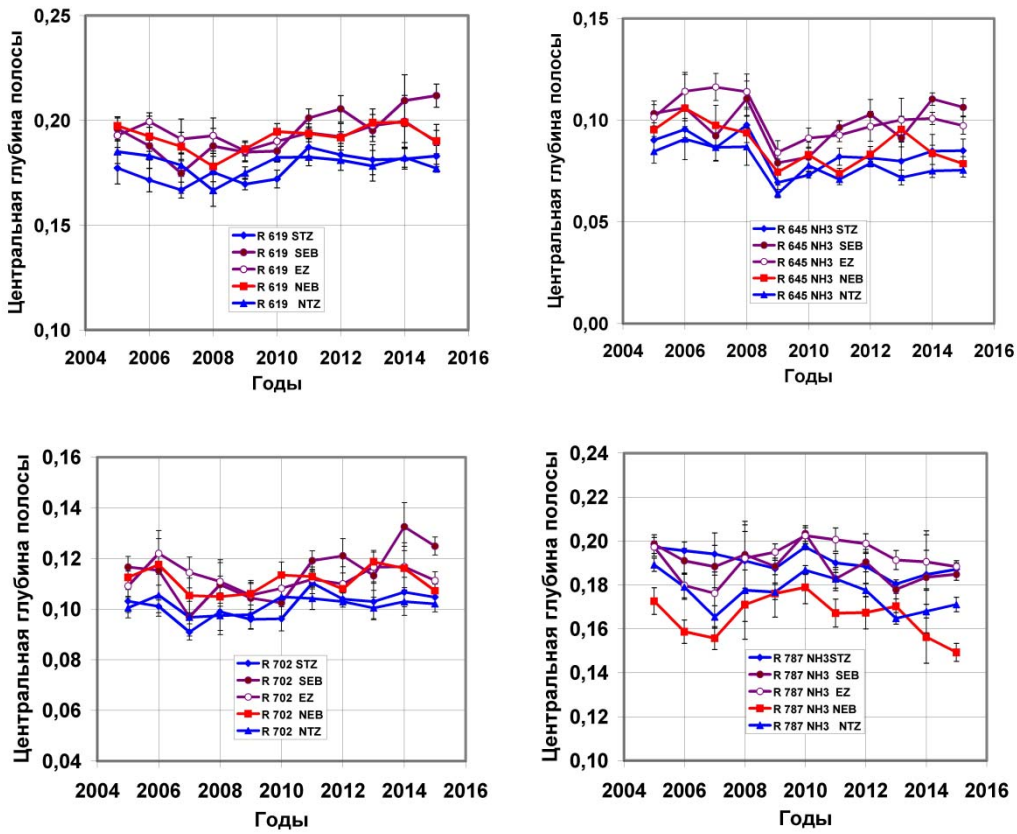 Центральная глубина полосы
0,25
0,20
0,15
0,10
R 619 STZ
R 619 SEB
R 619 EZ
R 619 NEB
R 619 NTZ
2004 2006 2008 2010 2012 2014 2016
Годы
Центральная глубина полосы
0,15
0,10
0,05
0,00
R 645 NH3 STZ
R 645 NH3 SEB
R 645 NH3 EZ
R 645 NH3 NEB
R 645 NH3 NTZ
2004 2006 2008 2010 2012 2014 2016
Годы
Центральная глубина полосы
0,16
0,14
0,12
0,10
0,08
0,06
0,04
R 702 STZ
R 702 SEB
R 702 EZ
R 702 NEB
R 702 NTZ
2004 2006 2008 2010 2012 2014 2016
Годы
Центральная глубина полосы
0,24
0,22
0,20
0,18
0,16
0,14
0,12
0,10
R 787 NH3STZ
R 787 NH3 SEB
R 787 NH3 EZ
R 787 NH3 NEB
R 787 NH3 NTZ
2004 2006 2008 2010 2012 2014 2016
Годы